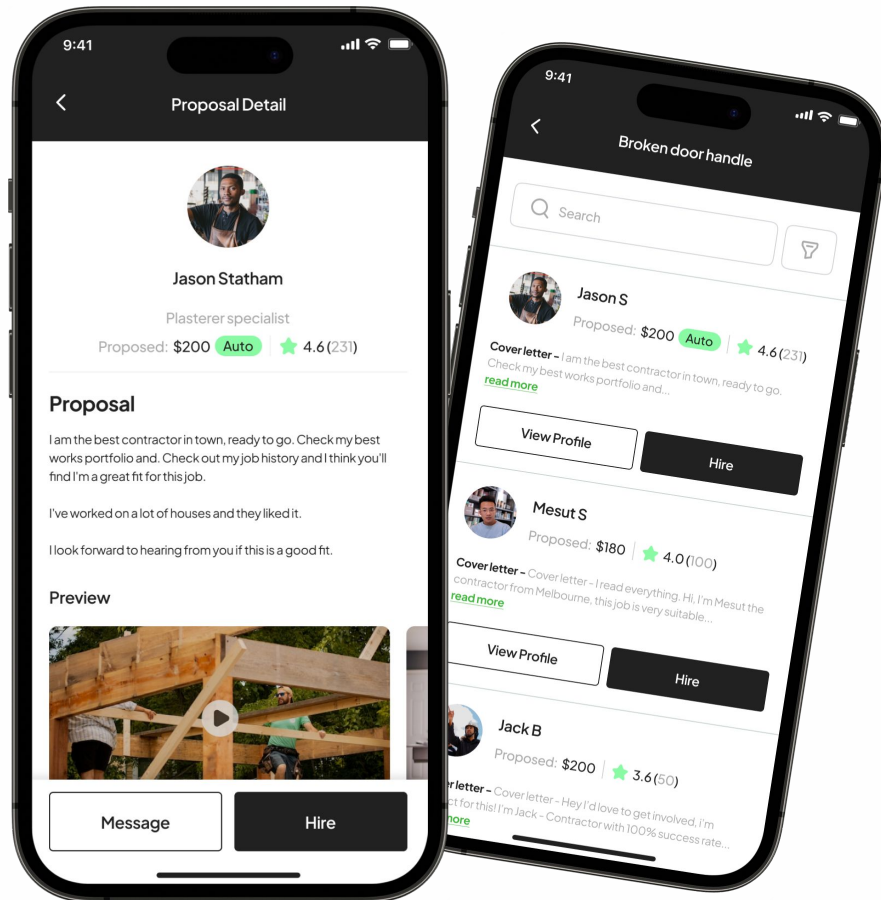 9:41
Proposal Detail
Jason Statham
Plasterer specialist
Proposed: $200 Auto 4.6 (231)
Proposal
I am the best contractor in town, ready to go. Check my best
works portfolio and. Check out my job history and I think you'll
find I'm a great fit for this job.
I've worked on a lot of houses and they liked it.
I look forward to hearing from you if this is a good fit.
Preview
Message
Hire
9:41
Broken door handle
Search
Jason S
Proposed: $200 Auto 4.6 (231)
Cover letter – I am the best contractor in town, ready to go.
Check my best works portfolio and...
read more
View Profile
Hire
Mesut S
Proposed: $180 4.0 (100)
Cover letter – Cover letter - I read everything. Hi, I'm Mesut the
contractor from Melbourne, this job is very suitable...
read more
View Profile
Hire
Jack B
Proposed: $200 3.6 (50)
letter – Cover letter - Hey I'd love to get involved, i'm
for this! I'm Jack - Contractor with 100% success rate...
more